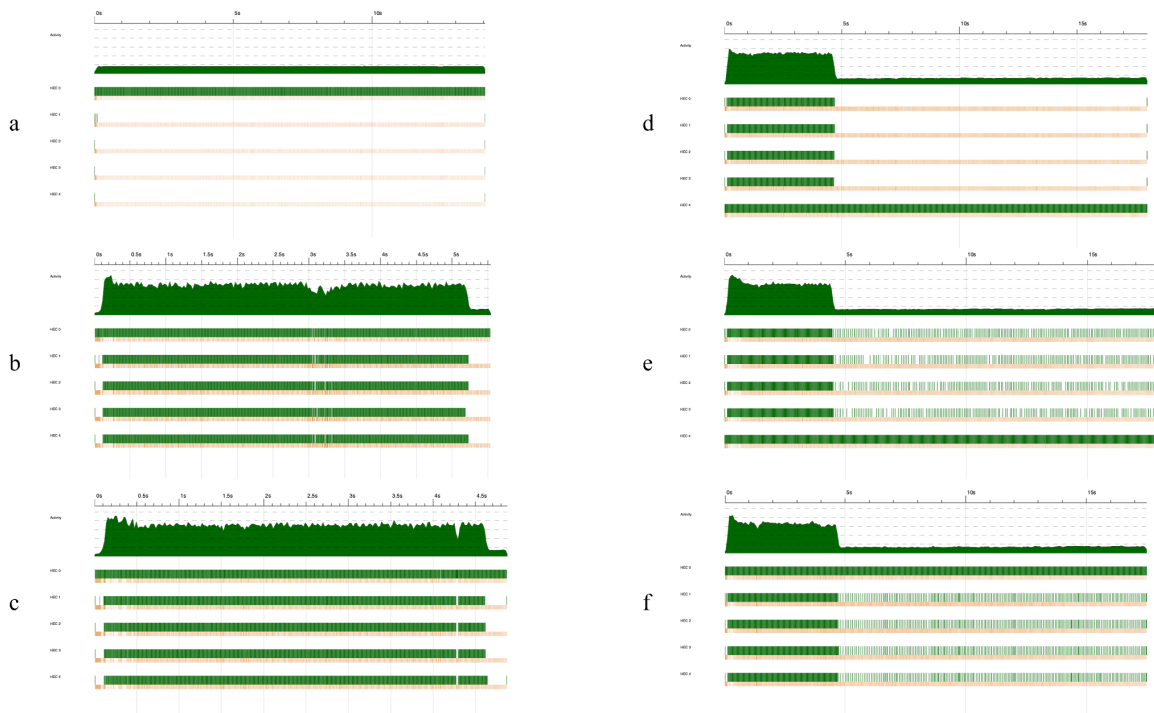 0s 5s 10s
Activity
HEC 0
a
HEC 1
HEC 2
HEC 3
HEC 4
0s 0.5s 1s 1.5s 2s 2.5s 3s 3.5s 4s 4.5s 5s
Activity
HEC 0
b
HEC 1
HEC 2
HEC 3
HEC 4
0s 0.5s 1s 1.5s 2s 2.5s 3s 3.5s 4s 4.5s
Activity
HEC 0
c
HEC 1
HEC 2
HEC 3
HEC 4
0s 5s 10s 15s
Activity
HEC 0
d
HEC 1
HEC 2
HEC 3
HEC 4
0s 5s 10s 15s
Activity
HEC 0
e
HEC 1
HEC 2
HEC 3
HEC 4
0s 5s 10s 15s
Activity
HEC 0
f
HEC 1
HEC 2
HEC 3
HEC 4